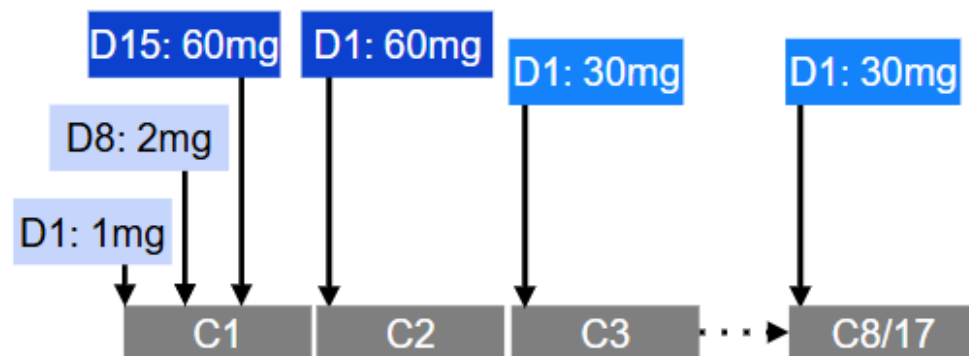 D15: 60mg
D1: 60mg
D1: 30mg
D1: 30mg
D8: 2mg
D1: 1mg
C1
C2
C3
C8/17